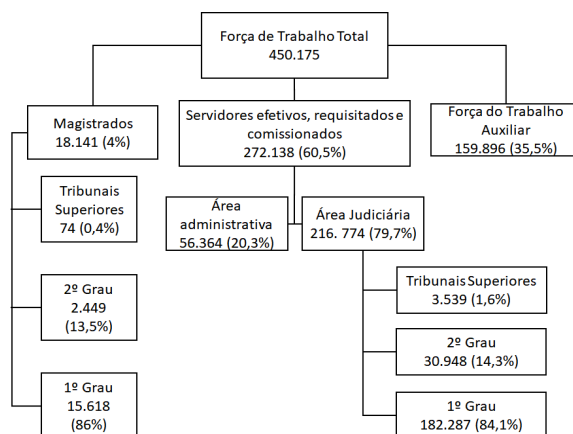 Força de Trabalho Total
450.175
Magistrados
18.141 (4%)
Servidores efetivos, requisitados e
comissionados
272.138 (60,5%)
Força do Trabalho
Auxiliar
159.896 (35,5%)
Tribunais
Superiores
74 (0,4%)
2º Grau
2.449
(13,5%)
1º Grau
15.618
(86%)
Área
administrativa
56.364 (20,3%)
Área Judiciária
216. 774 (79,7%)
Tribunais Superiores
3.539 (1,6%)
2º Grau
30.948 (14,3%)
1º Grau
182.287 (84,1%)